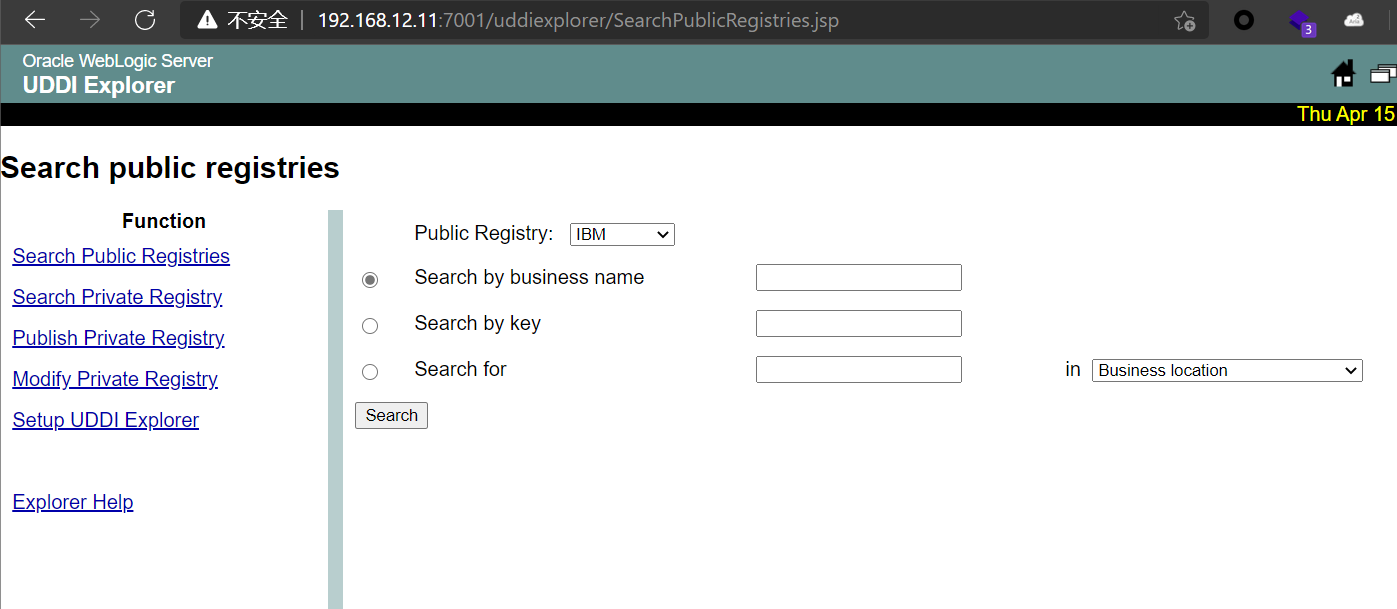 不安全 | 192.168.12.11:7001/uddiexplorer/SearchPublicRegistries.jsp
3
Oracle WebLogic Server
UDDI Explorer
Thu Apr 15
Search public registries
Function
Search Public Registries
Search Private Registry
Publish Private Registry
Modify Private Registry
Setup UDDI Explorer
Explorer Help
Public Registry: IBM
Search by business name
Search by key
Search for in Business location
Search